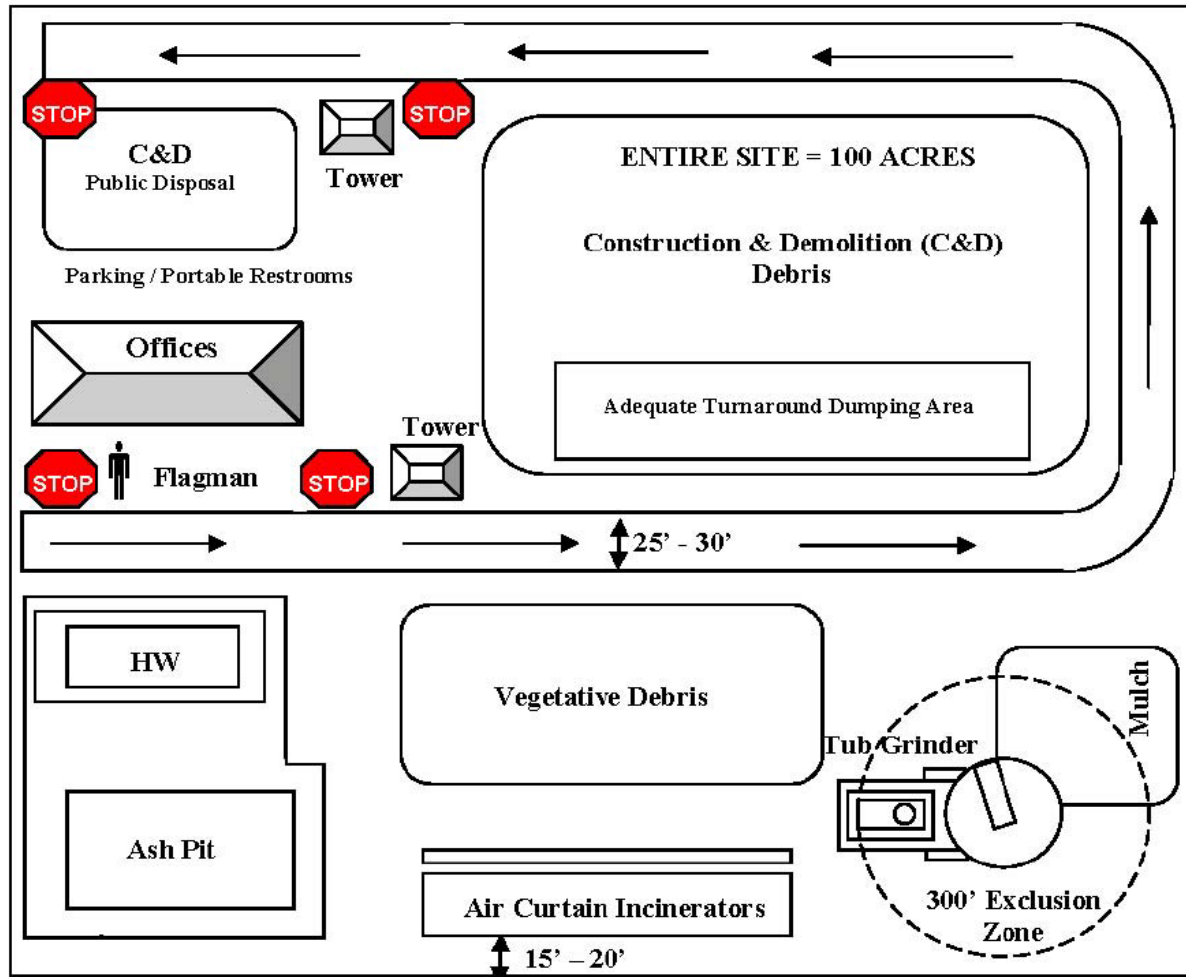 STOP
STOP
C&D
Public Disposal
Tower
ENTIRE SITE = 100 ACRES
Construction & Demolition (C&D)
Debris
Parking / Portable Restrooms
Offices
Adequate Turnaround Dumping Area
Tower
STOP
Flagman
STOP
25’ - 30’
HW
Vegetative Debris
Mulch
Tub Grinder
Ash Pit
Air Curtain Incinerators
300’ Exclusion
Zone
15’ – 20’